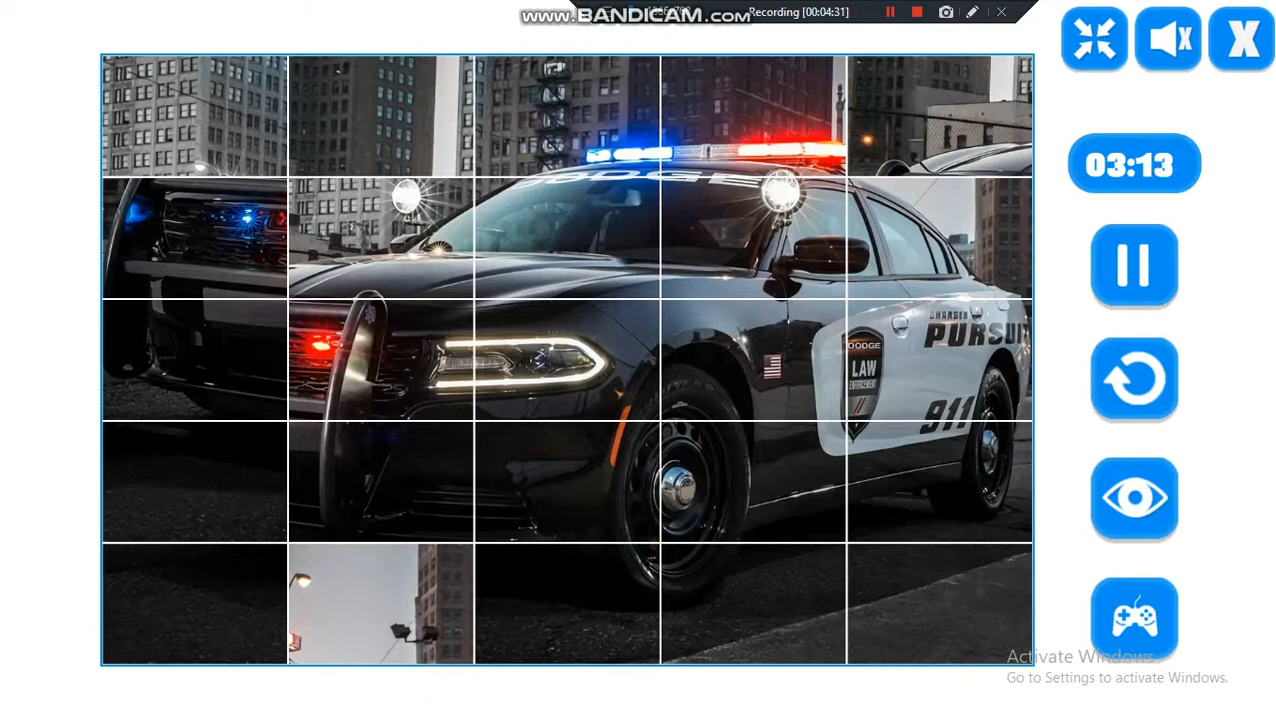 www.BANDICAM.com
Recording [00:04:31]
X
03:13
DODGE
CHARGER
PURSUIT
DODGE
LAW
ENFORCEMENT
911
Activate Windows
Go to Settings to activate Windows.